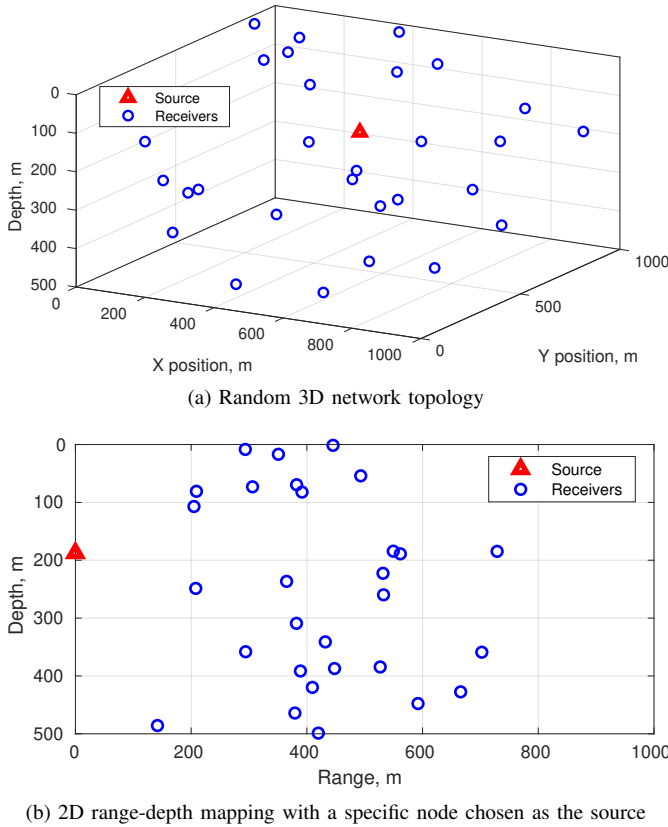 0
100
200
300
400
500
Depth, m
Source
Receivers
0
200
400
600
800
1000
X position, m
0
500
1000
Y position, m
(a) Random 3D network topology
0
100
200
300
400
500
Depth, m
Source
Receivers
0
200
400
600
800
1000
Range, m
(b) 2D range-depth mapping with a specific node chosen as the source